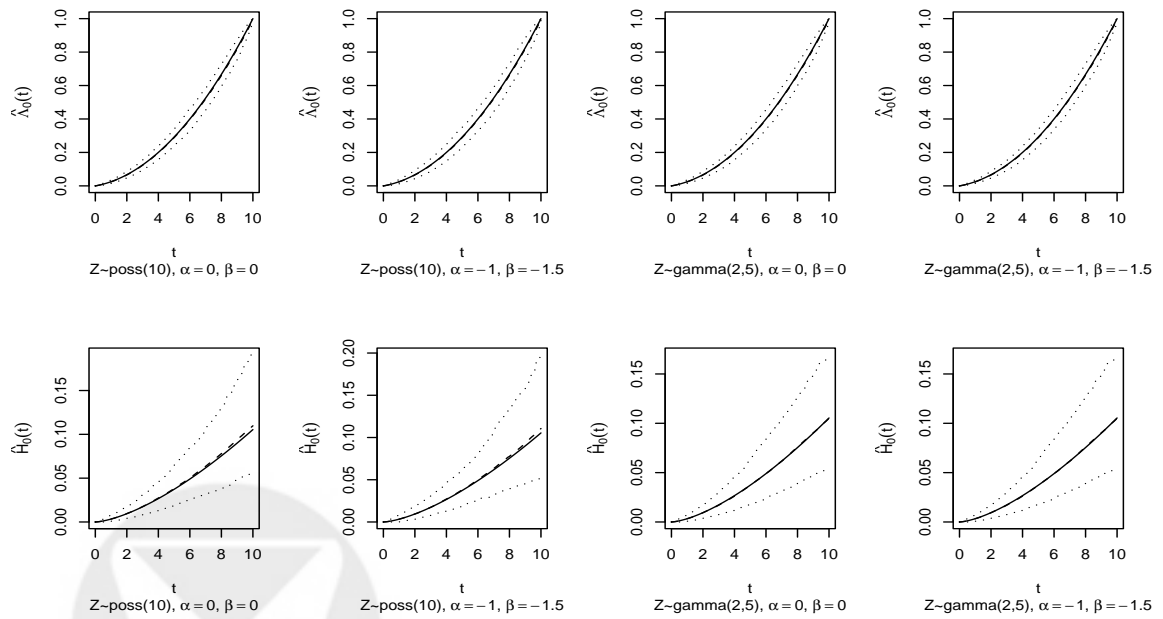 Λ̂₀(t)
0.0 0.2 0.4 0.6 0.8 1.0
0 2 4 6 8 10
t
Z~poss(10), α = 0, β = 0
Λ̂₀(t)
0.0 0.2 0.4 0.6 0.8 1.0
0 2 4 6 8 10
t
Z~poss(10), α = −1, β = −1.5
Λ̂₀(t)
0.0 0.2 0.4 0.6 0.8 1.0
0 2 4 6 8 10
t
Z~gamma(2,5), α = 0, β = 0
Λ̂₀(t)
0.0 0.2 0.4 0.6 0.8 1.0
0 2 4 6 8 10
t
Z~gamma(2,5), α = −1, β = −1.5
Ĥ₀(t)
0.00 0.05 0.10 0.15
0 2 4 6 8 10
t
Z~poss(10), α = 0, β = 0
Ĥ₀(t)
0.00 0.05 0.10 0.15 0.20
0 2 4 6 8 10
t
Z~poss(10), α = −1, β = −1.5
Ĥ₀(t)
0.00 0.05 0.10 0.15
0 2 4 6 8 10
t
Z~gamma(2,5), α = 0, β = 0
Ĥ₀(t)
0.00 0.05 0.10 0.15
0 2 4 6 8 10
t
Z~gamma(2,5), α = −1, β = −1.5